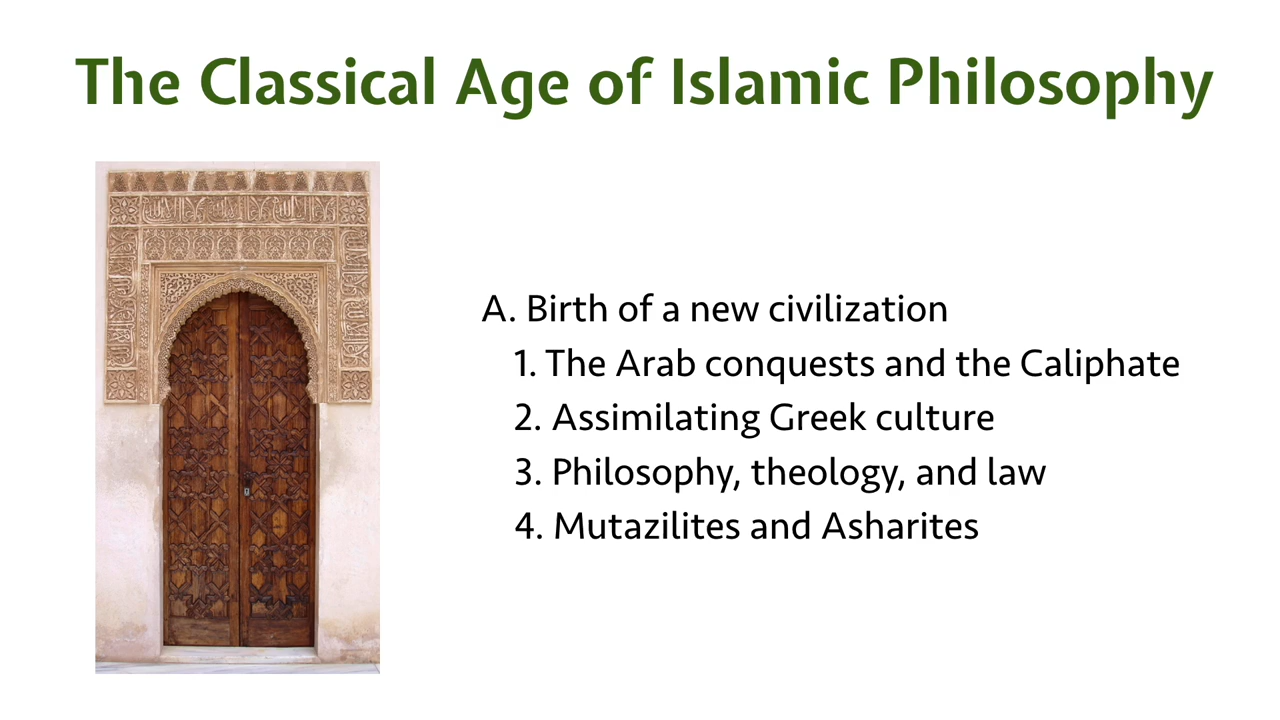 The Classical Age of Islamic Philosophy
A. Birth of a new civilization
1. The Arab conquests and the Caliphate
2. Assimilating Greek culture
3. Philosophy, theology, and law
4. Mutazilites and Asharites